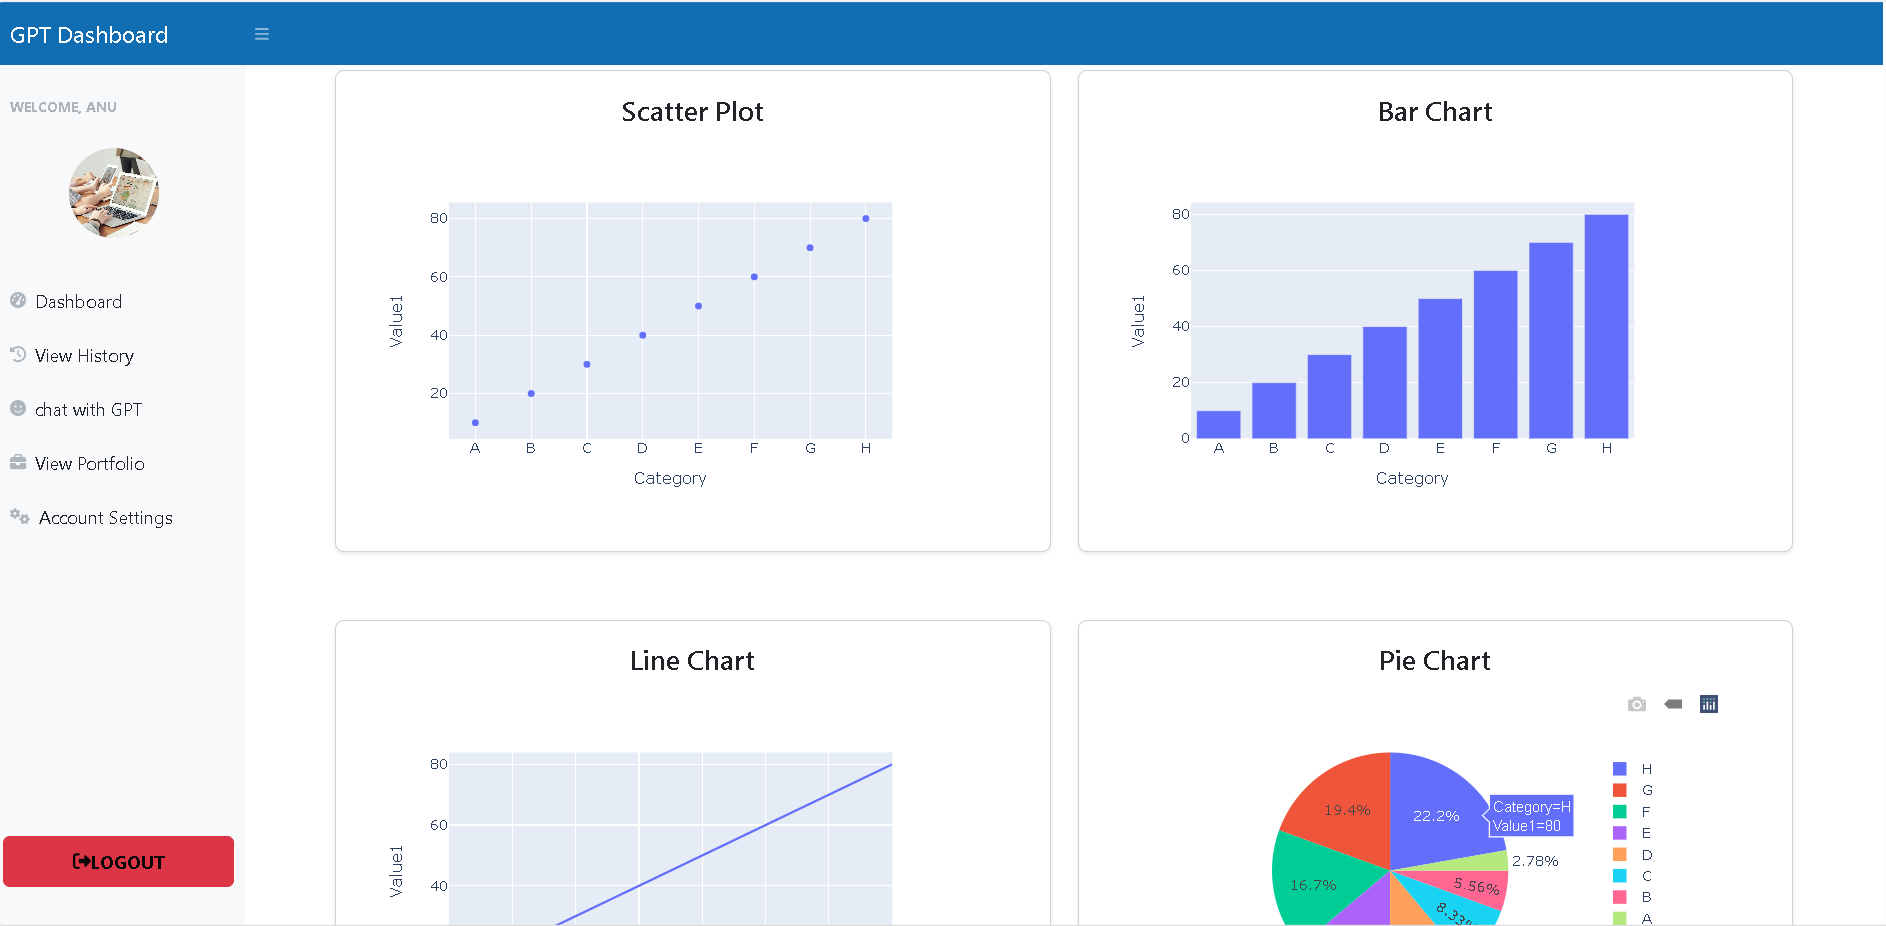 GPT Dashboard
WELCOME, ANU
Dashboard
View History
chat with GPT
View Portfolio
Account Settings
LOGOUT
Scatter Plot
80
60
40
20
Value1
A B C D E F G H
Category
Bar Chart
80
60
40
20
0
Value1
A B C D E F G H
Category
Line Chart
80
60
40
Value1
Pie Chart
19.4%
22.2%
Category=H
Value1=80
2.78%
5.56%
16.7%
8.33%
H
G
F
E
D
C
B
A